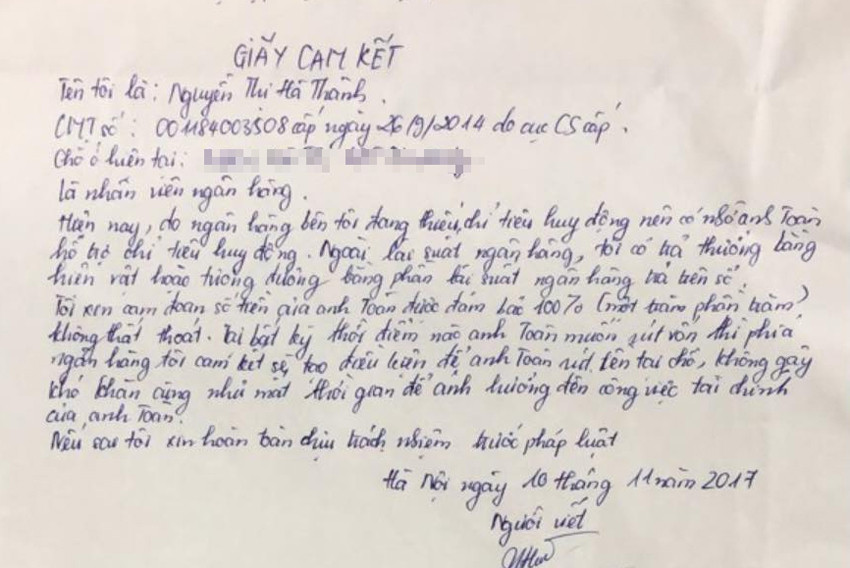 GIẤY CAM KẾT
Tên tôi là: Nguyễn Thị Hà Thành.
CMT số: 001184003508 cấp ngày 26/9/2014 do cục CS cấp.
Chỗ ở hiện tại:
Là nhân viên ngân hàng.
Hiện nay, do ngân hàng bên tôi đang thiếu chỉ tiêu huy động nên có nhờ anh Toàn
hỗ trợ chỉ tiêu huy động. Ngoài lãi suất ngân hàng, tôi có trả thưởng bằng
hiện vật hoặc tương đương bằng phần lãi suất ngân hàng trả trên sổ.
Tôi xin cam đoan số tiền của anh Toàn được đảm bảo 100% (một trăm phần trăm)
không thất thoát. Tại bất kỳ thời điểm nào anh Toàn muốn rút vốn thì phía
ngân hàng tôi cam kết sẽ tạo điều kiện để anh Toàn rút tiền tại chỗ, không gây
khó khăn cũng như mất thời gian để ảnh hưởng đến công việc tài chính
của anh Toàn.
Nếu sai tôi xin hoàn toàn chịu trách nhiệm trước pháp luật
Hà Nội ngày 10 tháng 11 năm 2017
Người viết